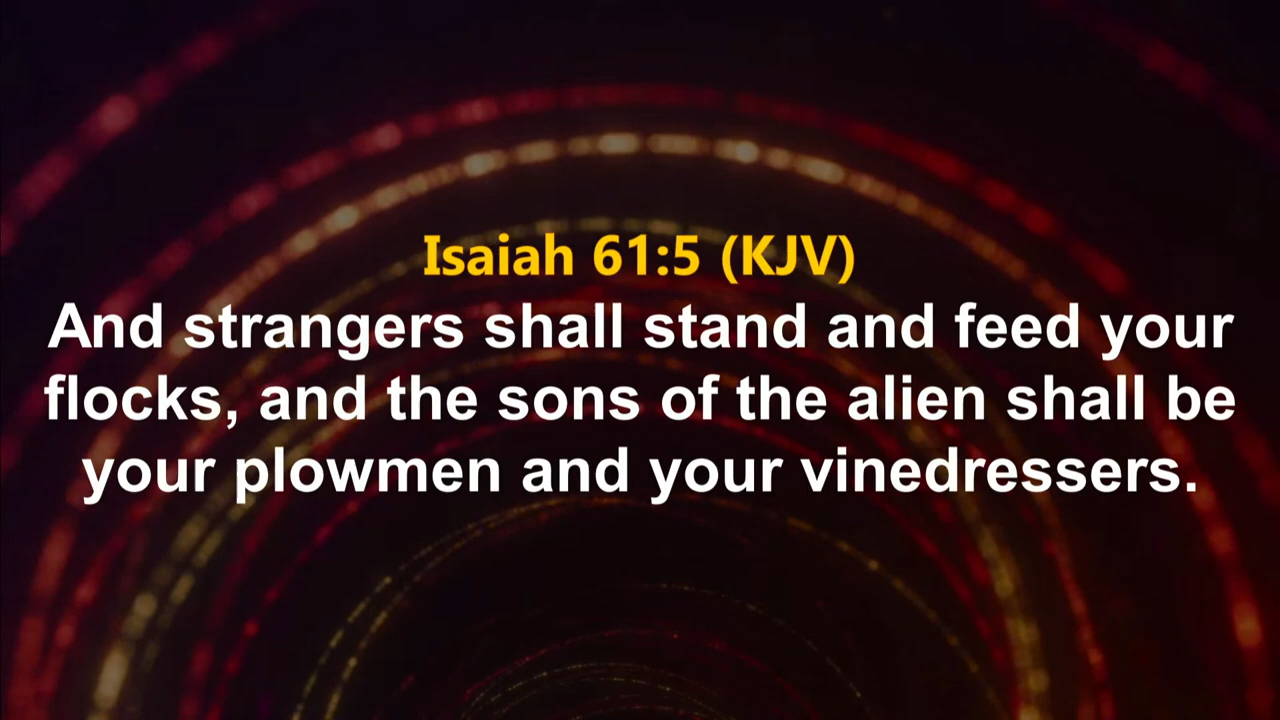 Isaiah 61:5 (KJV)
And strangers shall stand and feed your
flocks, and the sons of the alien shall be
your plowmen and your vinedressers.